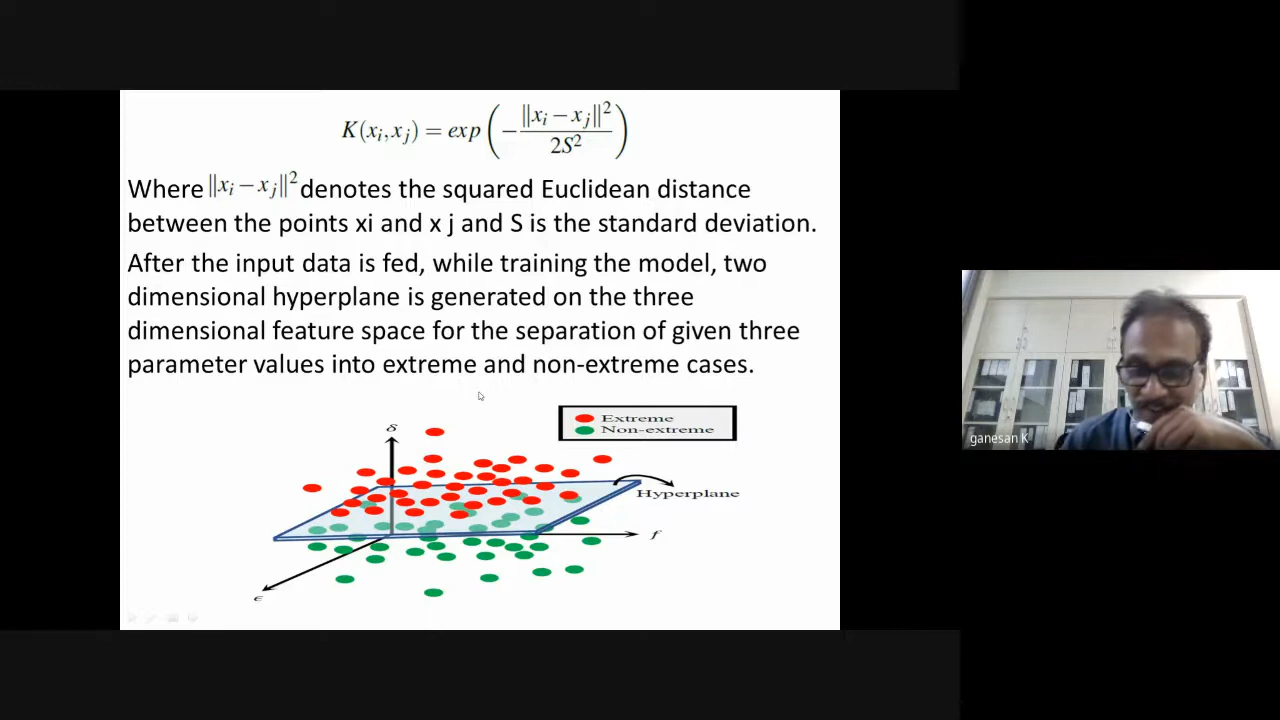 K(xi,xj) = exp(−‖xi−xj‖²/2S²)
Where ‖xi−xj‖² denotes the squared Euclidean distance
between the points xi and x j and S is the standard deviation.
After the input data is fed, while training the model, two
dimensional hyperplane is generated on the three
dimensional feature space for the separation of given three
parameter values into extreme and non-extreme cases.
Extreme
Non-extreme
δ
Hyperplane
f
ϵ
ganesan K